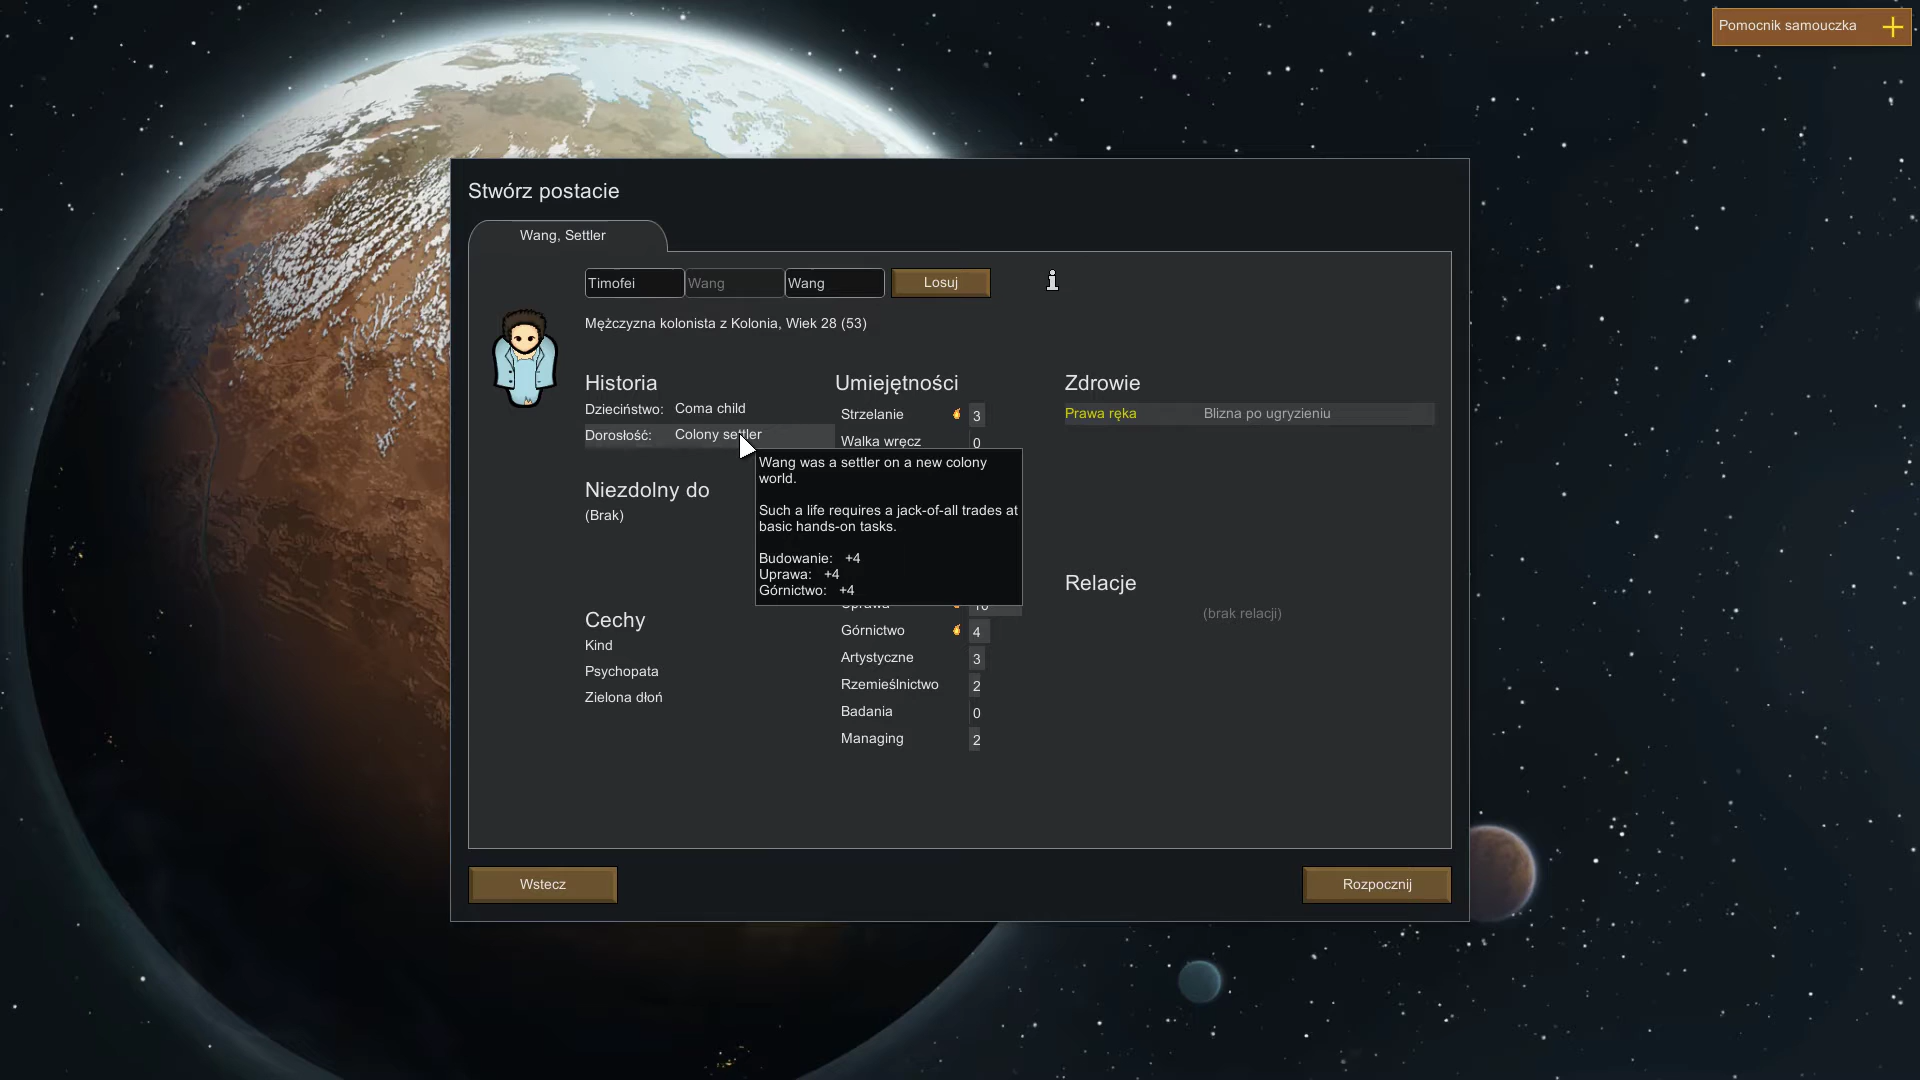 Pomocnik samouczka
Stwórz postacie
Wang, Settler
Timofei Wang Wang Losuj
Mężczyzna kolonista z Kolonia, Wiek 28 (53)
Historia
Dzieciństwo: Coma child
Dorosłość: Colony settler
Niezdolny do
(Brak)
Cechy
Kind
Psychopata
Zielona dłoń
Umiejętności
Strzelanie 3
Walka wręcz 0
Wang was a settler on a new colony
world.
Such a life requires a jack-of-all trades at
basic hands-on tasks.
Budowanie: +4
Uprawa: +4
Górnictwo: +4
Uprawa 10
Górnictwo 4
Artystyczne 3
Rzemieślnictwo 2
Badania 0
Managing 2
Zdrowie
Prawa ręka Blizna po ugryzieniu
Relacje
(brak relacji)
Wstecz
Rozpocznij